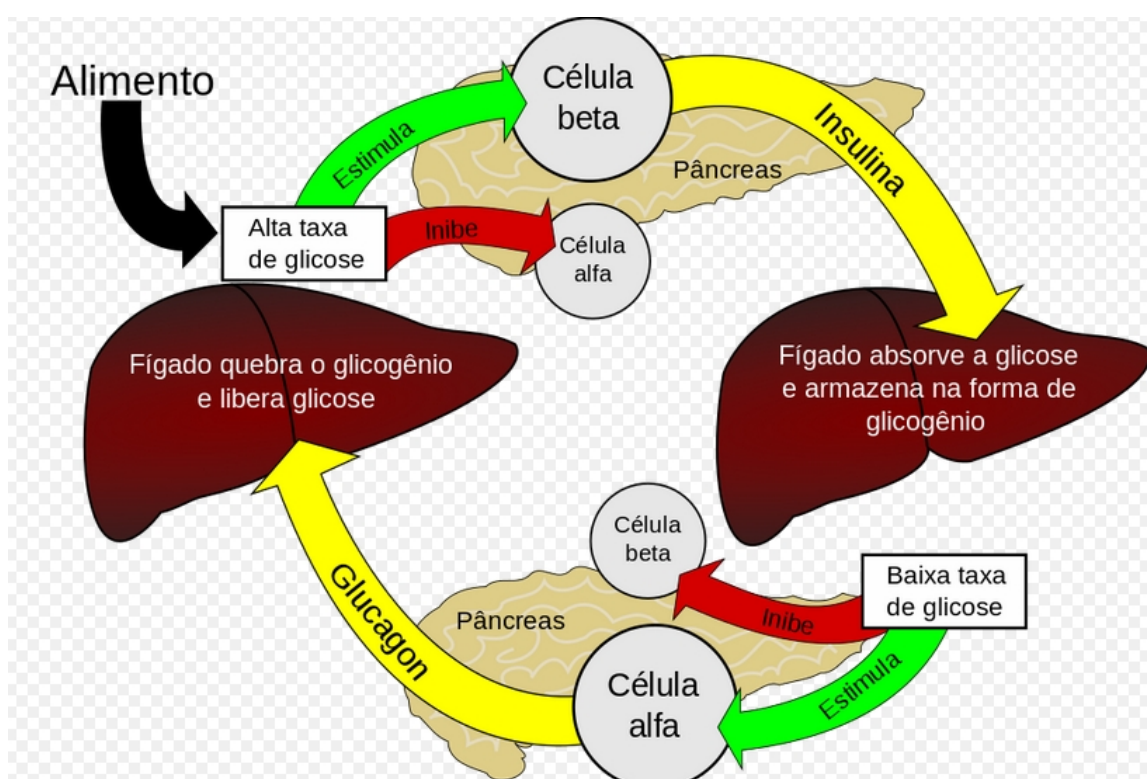 Alimento
Célula
beta
Insulina
Estimula
Pâncreas
Alta taxa
de glicose
Inibe
Célula
alfa
Fígado quebra o glicogênio
e libera glicose
Fígado absorve a glicose
e armazena na forma de
glicogênio
Célula
beta
Baixa taxa
de glicose
Inibe
Pâncreas
Glucagon
Célula
alfa
Estimula